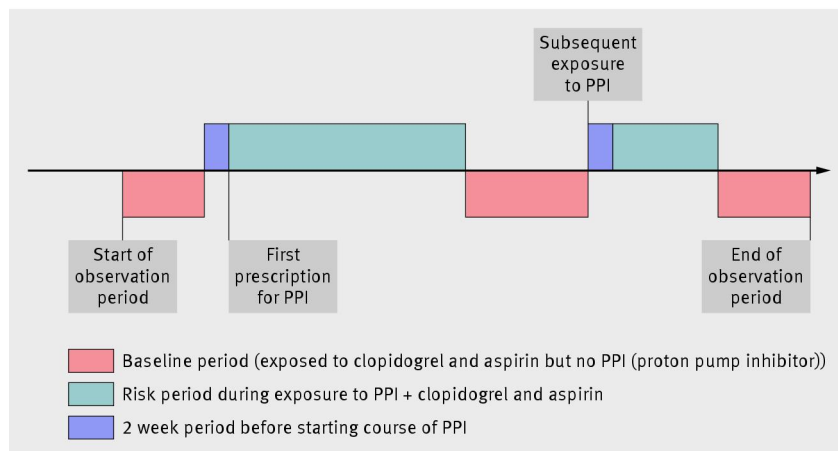 Subsequent
exposure
to PPI
Start of
observation
period
First
prescription
for PPI
End of
observation
period
Baseline period (exposed to clopidogrel and aspirin but no PPI (proton pump inhibitor))
Risk period during exposure to PPI + clopidogrel and aspirin
2 week period before starting course of PPI